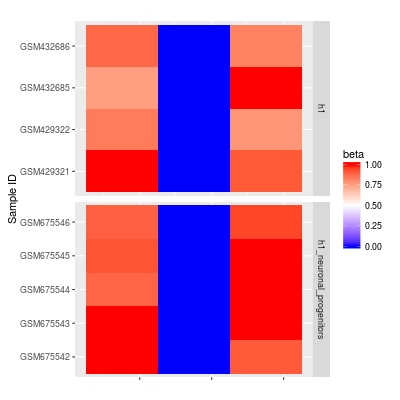 GSM432686
GSM432685
GSM429322
GSM429321
h1
GSM675546
GSM675545
GSM675544
GSM675543
GSM675542
h1_neuronal_progenitors
Sample ID
beta
1.00
0.75
0.50
0.25
0.00